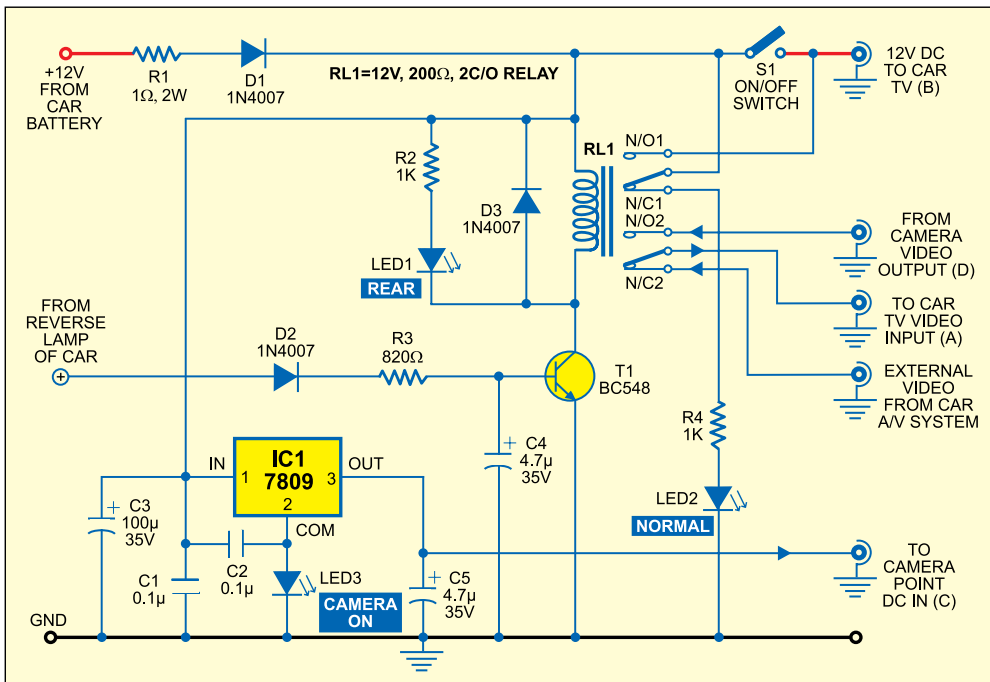 +12V
FROM
CAR
BATTERY
R1
1Ω, 2W
D1
1N4007
RL1=12V, 200Ω, 2C/O RELAY
S1
ON/OFF
SWITCH
12V DC
TO CAR
TV (B)
R2
1K
D3
1N4007
LED1
REAR
RL1
N/O1
N/C1
N/O2
N/C2
FROM
CAMERA
VIDEO
OUTPUT (D)
TO CAR
TV VIDEO
INPUT (A)
EXTERNAL
VIDEO
FROM CAR
A/V SYSTEM
FROM
REVERSE
LAMP
OF CAR
+
D2
1N4007
R3
820Ω
T1
BC548
R4
1K
IN
1
IC1
7809
2
3
OUT
COM
+
C3
100µ
35V
C1
0.1µ
C2
0.1µ
LED3
CAMERA
ON
+
C4
4.7µ
35V
+
C5
4.7µ
35V
LED2
NORMAL
TO
CAMERA
POINT
DC IN (C)
GND